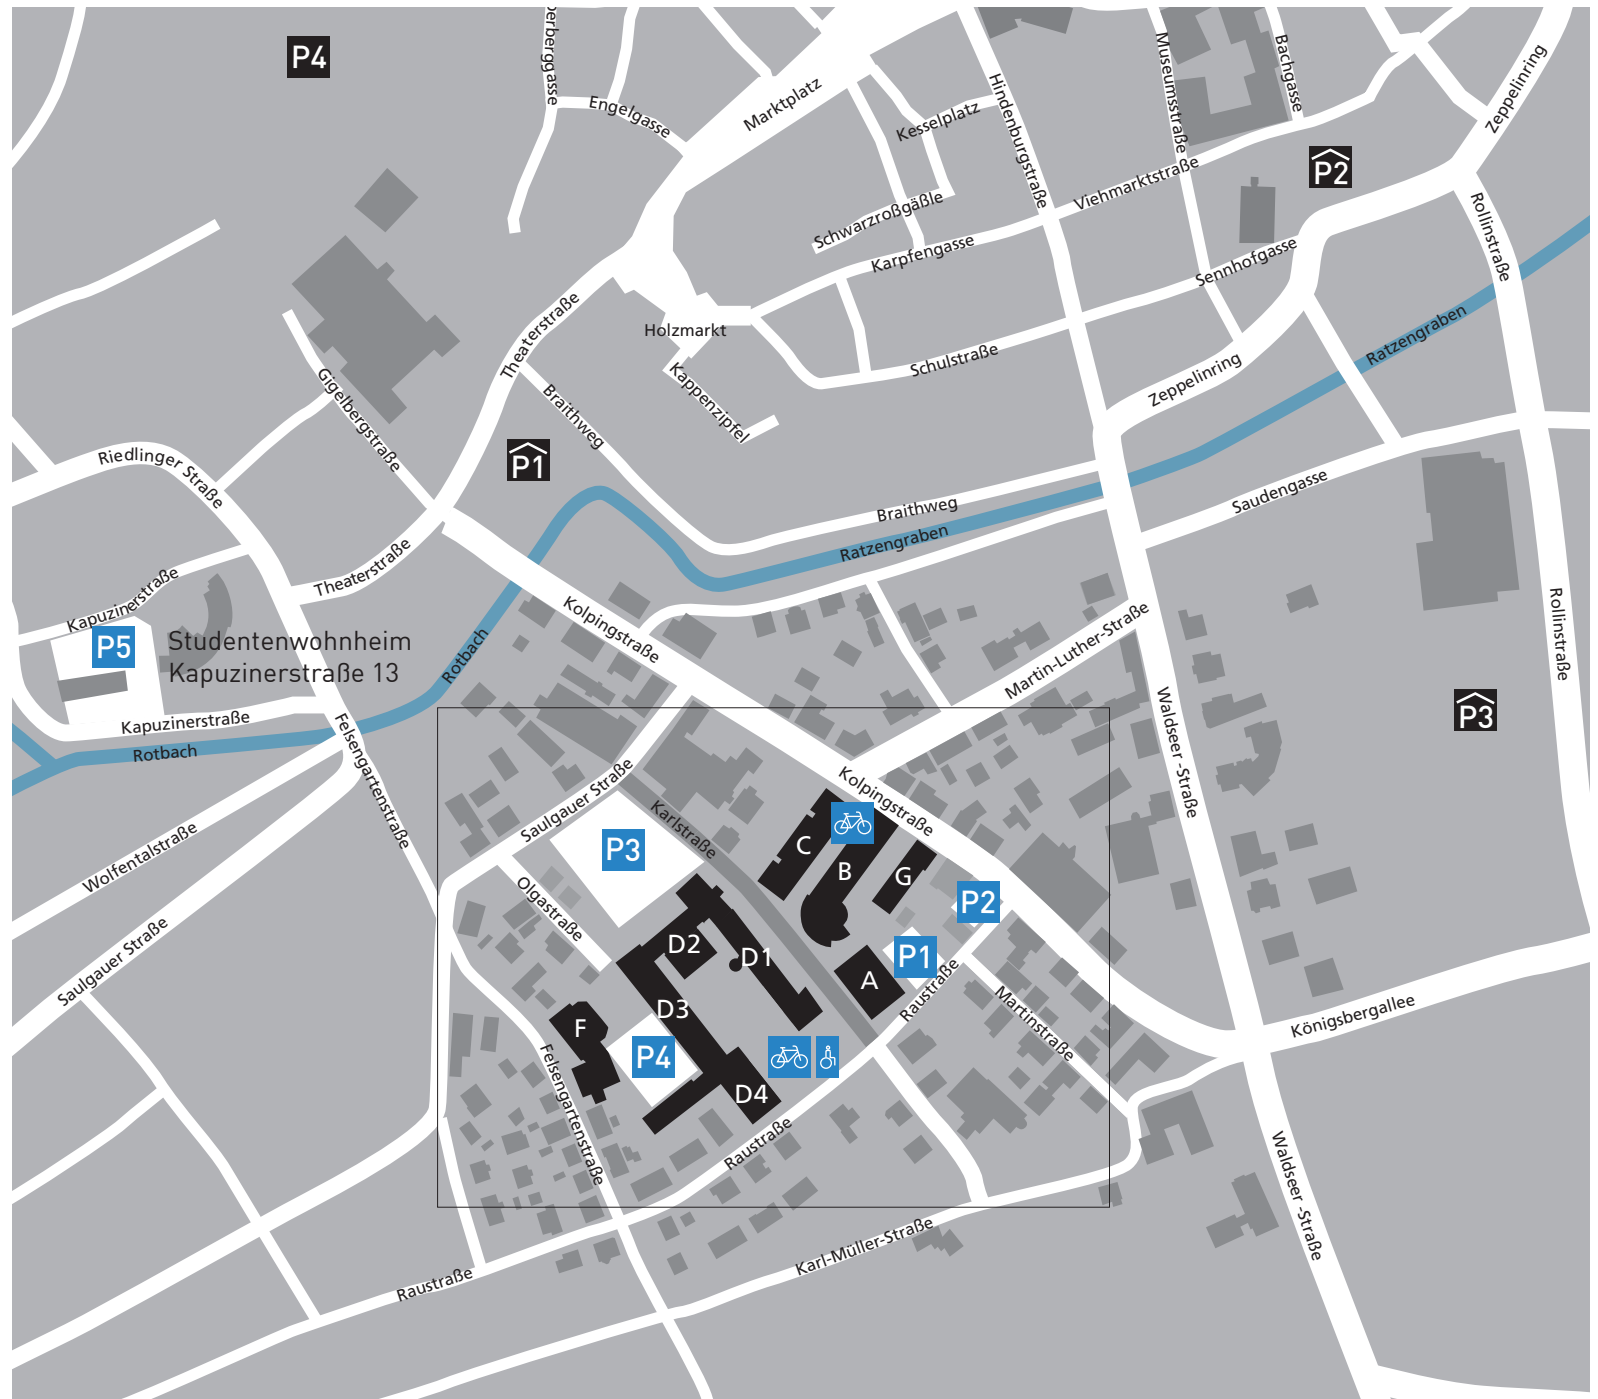 P4
Engelgasse
Marktplatz
Kesselplatz
Hindenburgstraße
Museumsstraße
Bachgasse
Zeppelinring
P2
Viehmarktstraße
Schwarzroßgäßle
Karpfengasse
Sennhofgasse
Rollinstraße
Theaterstraße
Holzmarkt
Kappenzipfel
Schulstraße
Zeppelinring
Ratzengraben
Gigelbergstraße
Braithweg
P1
Riedlinger Straße
Braithweg
Ratzengraben
Saudengasse
Theaterstraße
Kapuzinerstraße
P5
Studentenwohnheim
Kapuzinerstraße 13
Kolpingstraße
Rotbach
Martin-Luther-Straße
Rollinstraße
P3
Kapuzinerstraße
Rotbach
Felsengartenstraße
Waldseer -Straße
Saulgauer Straße
Karlstraße
Kolpingstraße
P3
C
B
G
P2
Wolfentalstraße
Olgastraße
D2
D1
P1
A
Raustraße
Saulgauer Straße
D3
F
P4
D4
Martinstraße
Königsbergallee
Felsengartenstraße
Raustraße
Waldseer -Straße
Karl-Müller-Straße
Raustraße